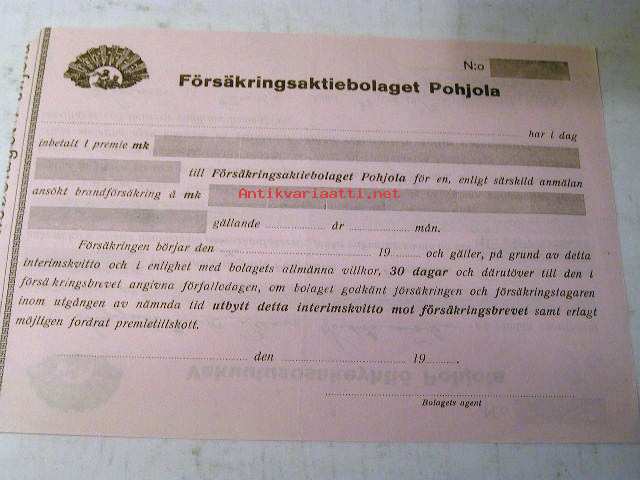 N:o
Försäkringsaktiebolaget Pohjola
har i dag
inbetalt i premie mk
till Försäkringsaktiebolaget Pohjola för en, enligt särskild anmälan
ansökt brandförsäkring å mk
Antikvariaatti.net
gällande år mån.
Försäkringen börjar den 19 och gäller, på grund av detta
interimskvitto och i enlighet med bolagets allmänna villkor, 30 dagar och därutöver till den i
försäkringsbrevet angivna förfallodagen, om bolaget godkänt försäkringen och försäkringstagaren
inom utgången av nämnda tid utbytt detta interimskvitto mot försäkringsbrevet samt erlagt
möjligen fordrat premietillskott.
den 19 .
Vakuutusosakeyhtiö Pohjola
Bolagets agent